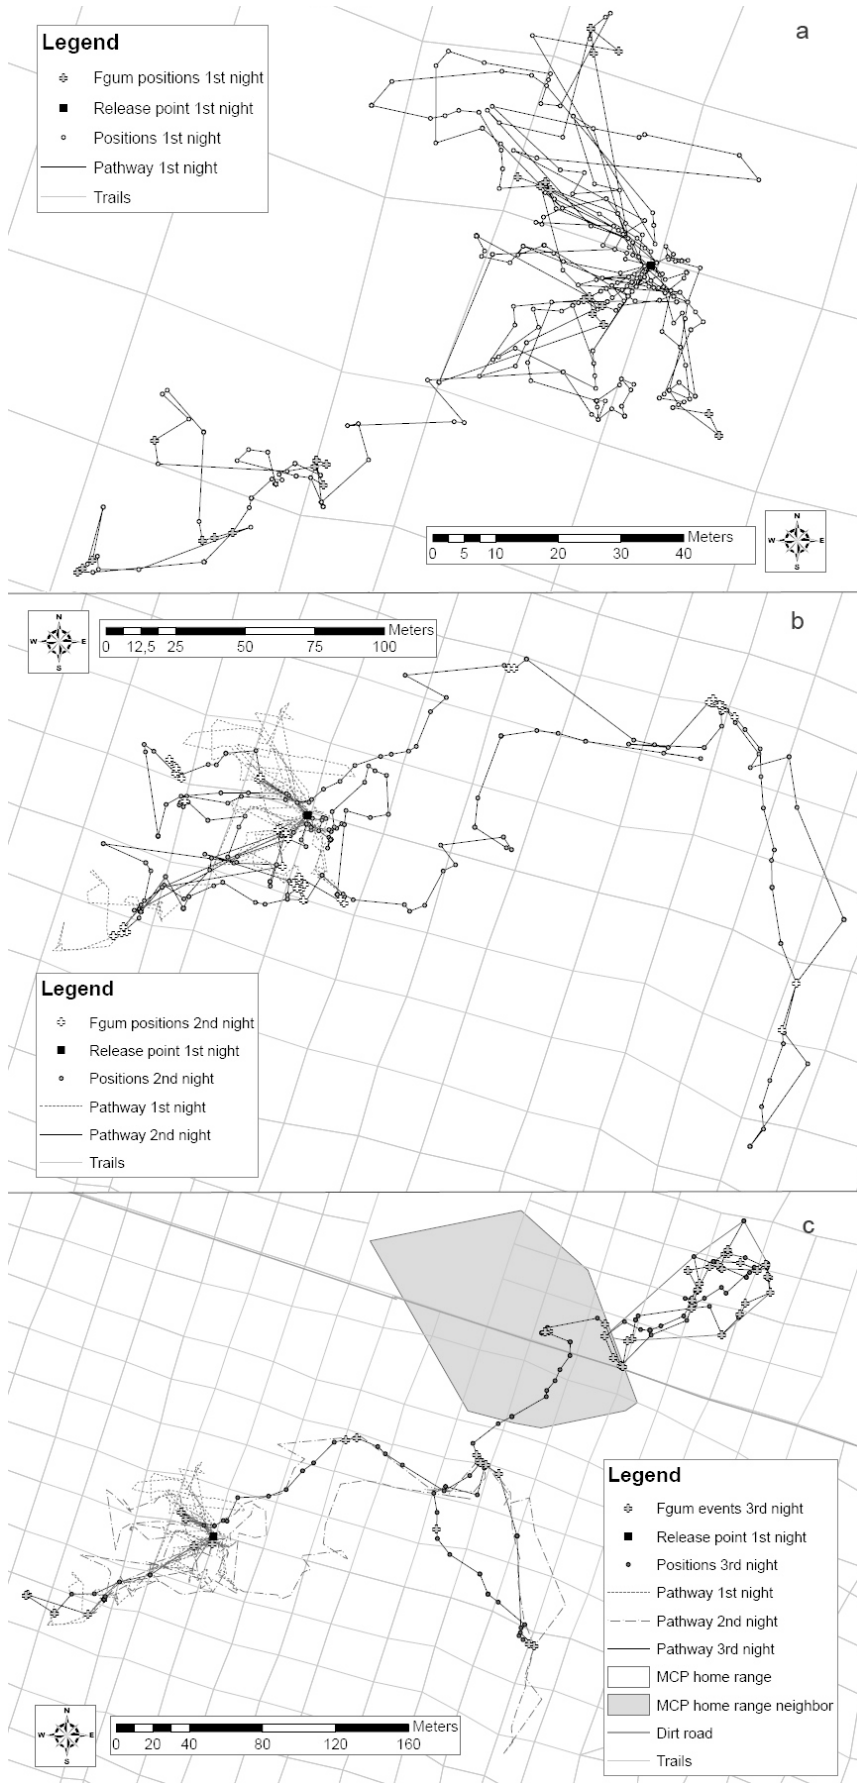 a
Legend
Fgum positions 1st night
Release point 1st night
Positions 1st night
Pathway 1st night
Trails
Meters
0 5 10 20 30 40
N
W E
S
b
N
W E
S
Meters
0 12,5 25 50 75 100
Legend
Fgum positions 2nd night
Release point 1st night
Positions 2nd night
Pathway 1st night
Pathway 2nd night
Trails
c
Legend
Fgum events 3rd night
Release point 1st night
Positions 3rd night
Pathway 1st night
Pathway 2nd night
Pathway 3rd night
MCP home range
MCP home range neighbor
Dirt road
Trails
N
W E
S
Meters
0 20 40 80 120 160